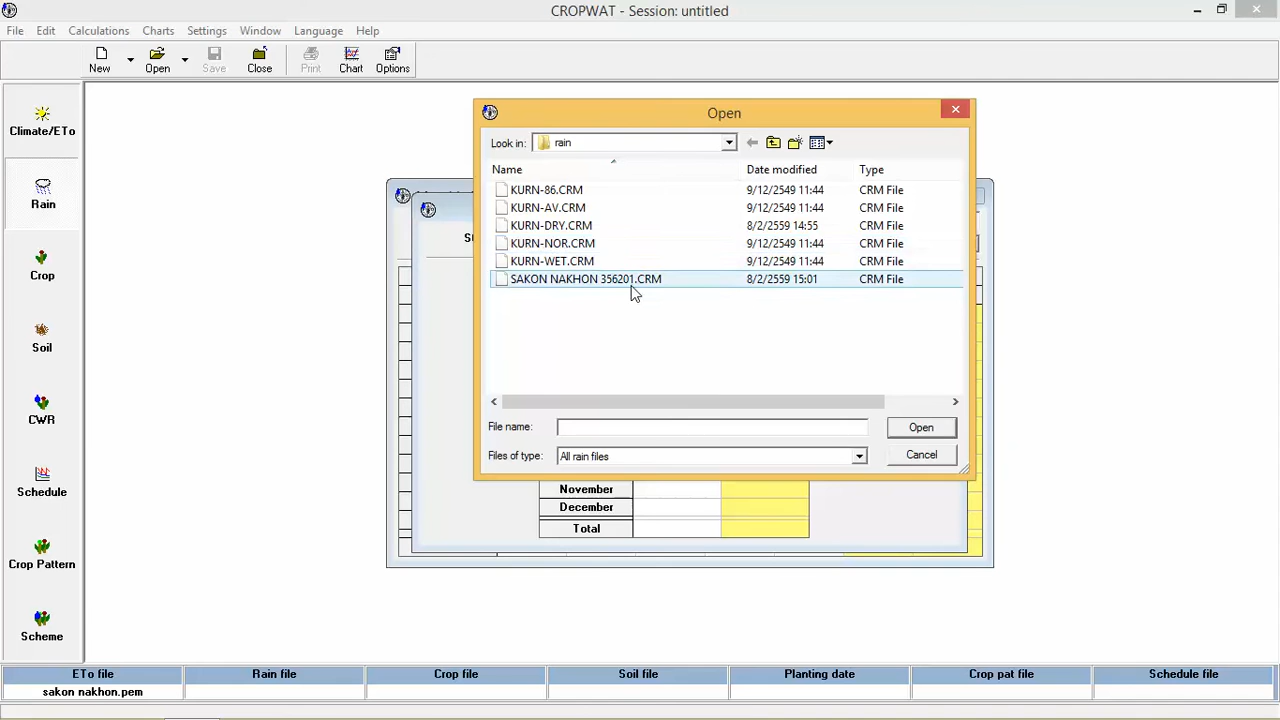 CROPWAT - Session: untitled
File Edit Calculations Charts Settings Window Language Help
New Open Save Close Print Chart Options
Climate/ETo
Rain
Crop
Soil
CWR
Schedule
Crop Pattern
Scheme
Open
Look in: rain
Name Date modified Type
KURN-86.CRM 9/12/2549 11:44 CRM File
KURN-AV.CRM 9/12/2549 11:44 CRM File
KURN-DRY.CRM 8/2/2559 14:55 CRM File
KURN-NOR.CRM 9/12/2549 11:44 CRM File
KURN-WET.CRM 9/12/2549 11:44 CRM File
SAKON NAKHON 356201.CRM 8/2/2559 15:01 CRM File
File name: Open
Files of type: All rain files Cancel
November
December
Total
ETo file Rain file Crop file Soil file Planting date Crop pat file Schedule file
sakon nakhon.pem